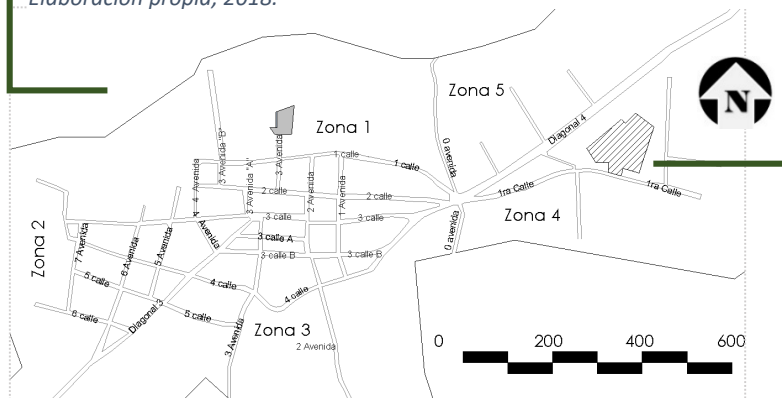 Elaboración propia, 2018.
Zona 5
N
Zona 1
Diagonal 4
0 avenida
3 Avenida "B"
3 Avenida
1 calle
1 calle
4 Avenida
3 Avenida "A"
2 calle
2 calle
2 Avenida
1 Avenida
1ra Calle
1ra Calle
3 calle
3 calle
Zona 4
4 Avenida
0 avenida
Zona 2
7 Avenida
6 Avenida
5 Avenida
3 calle A
3 calle B
3 calle B
5 calle
4 calle
4 calle
6 calle
Diagonal 3
5 calle
Zona 3
3 Avenida
2 Avenida
0 200 400 600